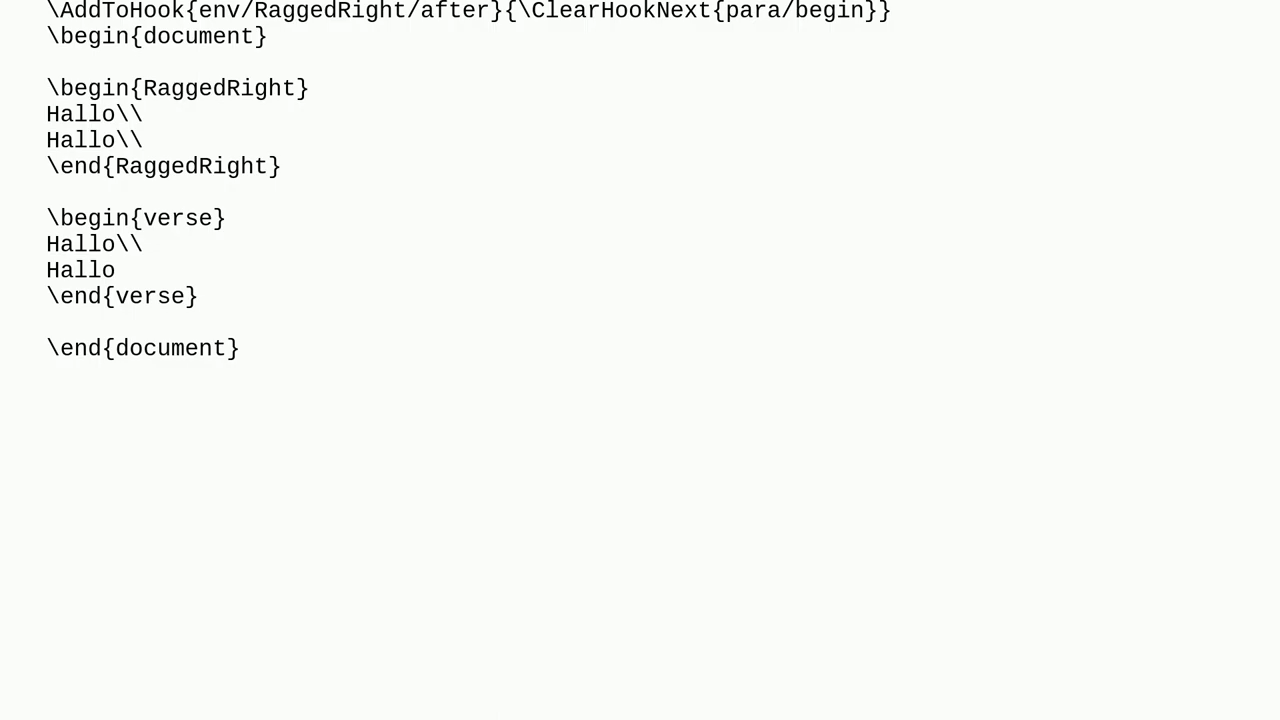 \AddToHook{env/RaggedRight/after}{\ClearHookNext{para/begin}}
\begin{document}
\begin{RaggedRight}
Hallo\\
Hallo\\
\end{RaggedRight}
\begin{verse}
Hallo\\
Hallo
\end{verse}
\end{document}